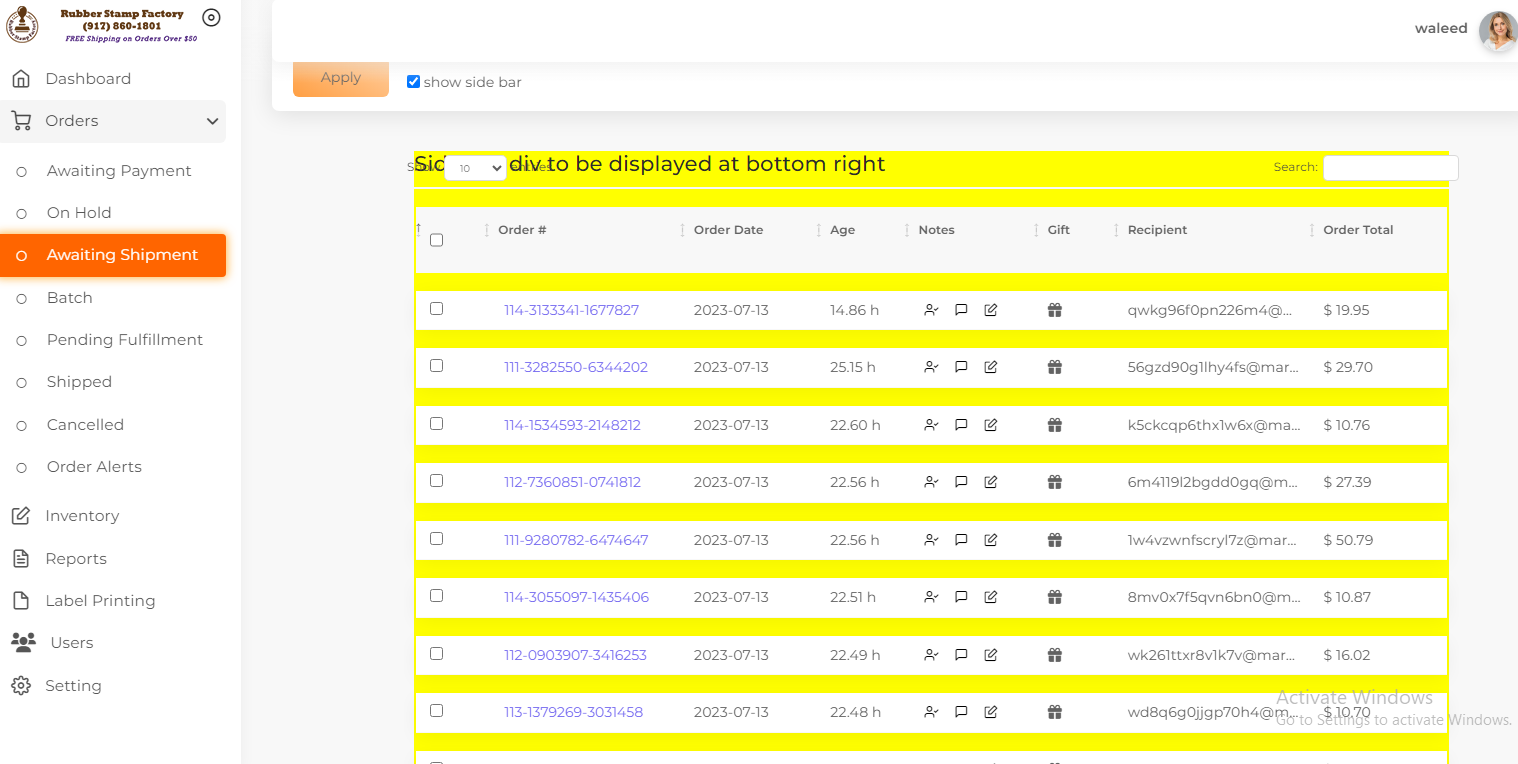 Rubber Stamp Factory
(917) 860-1801
FREE Shipping on Orders Over $50
waleed
Dashboard
Orders
Awaiting Payment
On Hold
Awaiting Shipment
Batch
Pending Fulfillment
Shipped
Cancelled
Order Alerts
Inventory
Reports
Label Printing
Users
Setting
Apply show side bar
Sid div to be displayed at bottom right
Show 10 entries Search:
Order # Order Date Age Notes Gift Recipient Order Total
114-3133341-1677827 2023-07-13 14.86 h qwkg96f0pn226m4@... $ 19.95
111-3282550-6344202 2023-07-13 25.15 h 56gzd90g1lhy4fs@mar... $ 29.70
114-1534593-2148212 2023-07-13 22.60 h k5ckcqp6thx1w6x@ma... $ 10.76
112-7360851-0741812 2023-07-13 22.56 h 6m4119l2bgdd0gq@m... $ 27.39
111-9280782-6474647 2023-07-13 22.56 h 1w4vzwnfscryl7z@mar... $ 50.79
114-3055097-1435406 2023-07-13 22.51 h 8mv0x7f5qvn6bn0@m... $ 10.87
112-0903907-3416253 2023-07-13 22.49 h wk261ttxr8v1k7v@mar... $ 16.02
113-1379269-3031458 2023-07-13 22.48 h wd8q6g0jjgp70h4@m... $ 10.70
Activate Windows
Go to Settings to activate Windows.